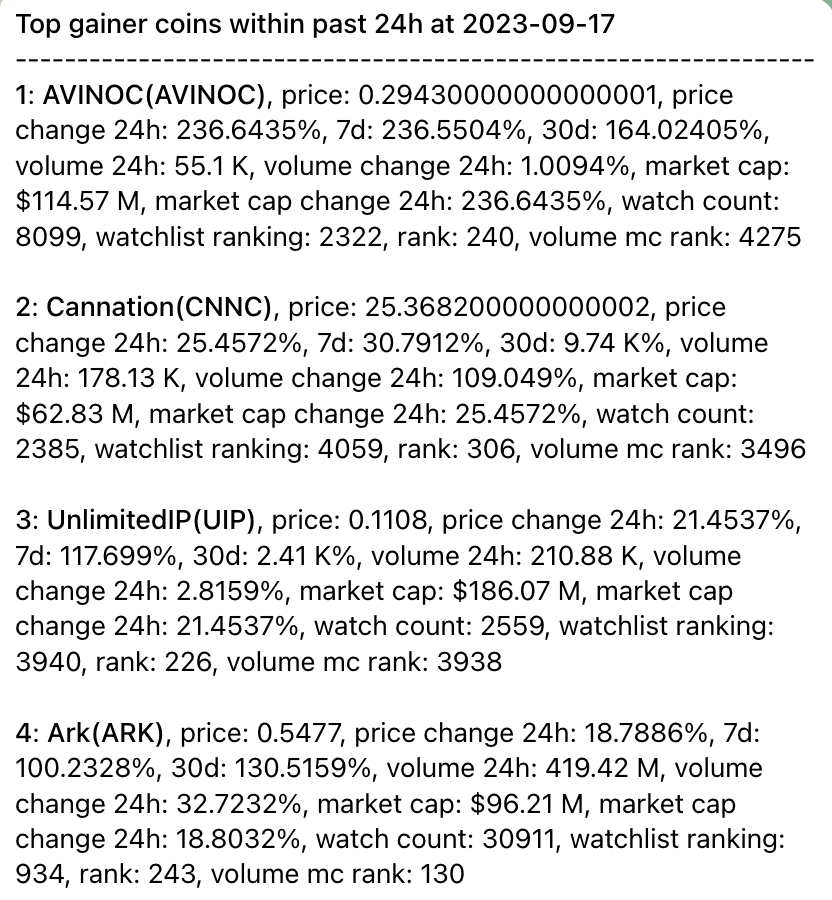 Top gainer coins within past 24h at 2023-09-17
-----------------------------------------------------------------
1: AVINOC(AVINOC), price: 0.29430000000000001, price
change 24h: 236.6435%, 7d: 236.5504%, 30d: 164.02405%,
volume 24h: 55.1 K, volume change 24h: 1.0094%, market cap:
$114.57 M, market cap change 24h: 236.6435%, watch count:
8099, watchlist ranking: 2322, rank: 240, volume mc rank: 4275
2: Cannation(CNNC), price: 25.368200000000002, price
change 24h: 25.4572%, 7d: 30.7912%, 30d: 9.74 K%, volume
24h: 178.13 K, volume change 24h: 109.049%, market cap:
$62.83 M, market cap change 24h: 25.4572%, watch count:
2385, watchlist ranking: 4059, rank: 306, volume mc rank: 3496
3: UnlimitedIP(UIP), price: 0.1108, price change 24h: 21.4537%,
7d: 117.699%, 30d: 2.41 K%, volume 24h: 210.88 K, volume
change 24h: 2.8159%, market cap: $186.07 M, market cap
change 24h: 21.4537%, watch count: 2559, watchlist ranking:
3940, rank: 226, volume mc rank: 3938
4: Ark(ARK), price: 0.5477, price change 24h: 18.7886%, 7d:
100.2328%, 30d: 130.5159%, volume 24h: 419.42 M, volume
change 24h: 32.7232%, market cap: $96.21 M, market cap
change 24h: 18.8032%, watch count: 30911, watchlist ranking:
934, rank: 243, volume mc rank: 130